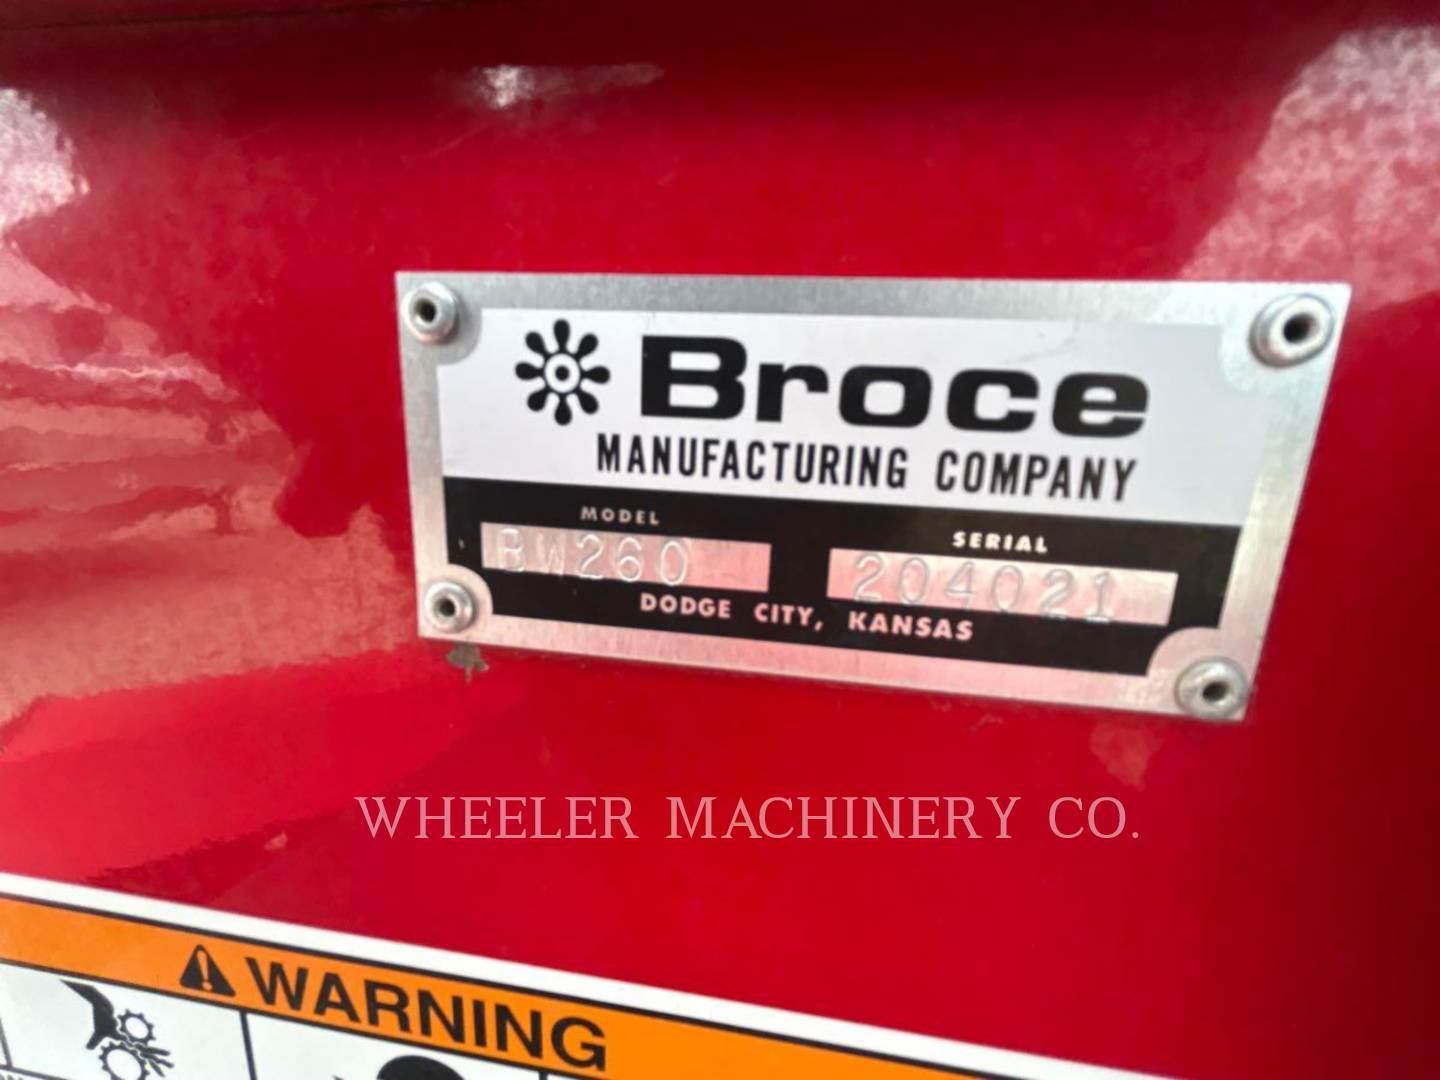 Broce
MANUFACTURING COMPANY
MODEL
SERIAL
BW260
204021
DODGE CITY, KANSAS
WHEELER MACHINERY CO.
WARNING